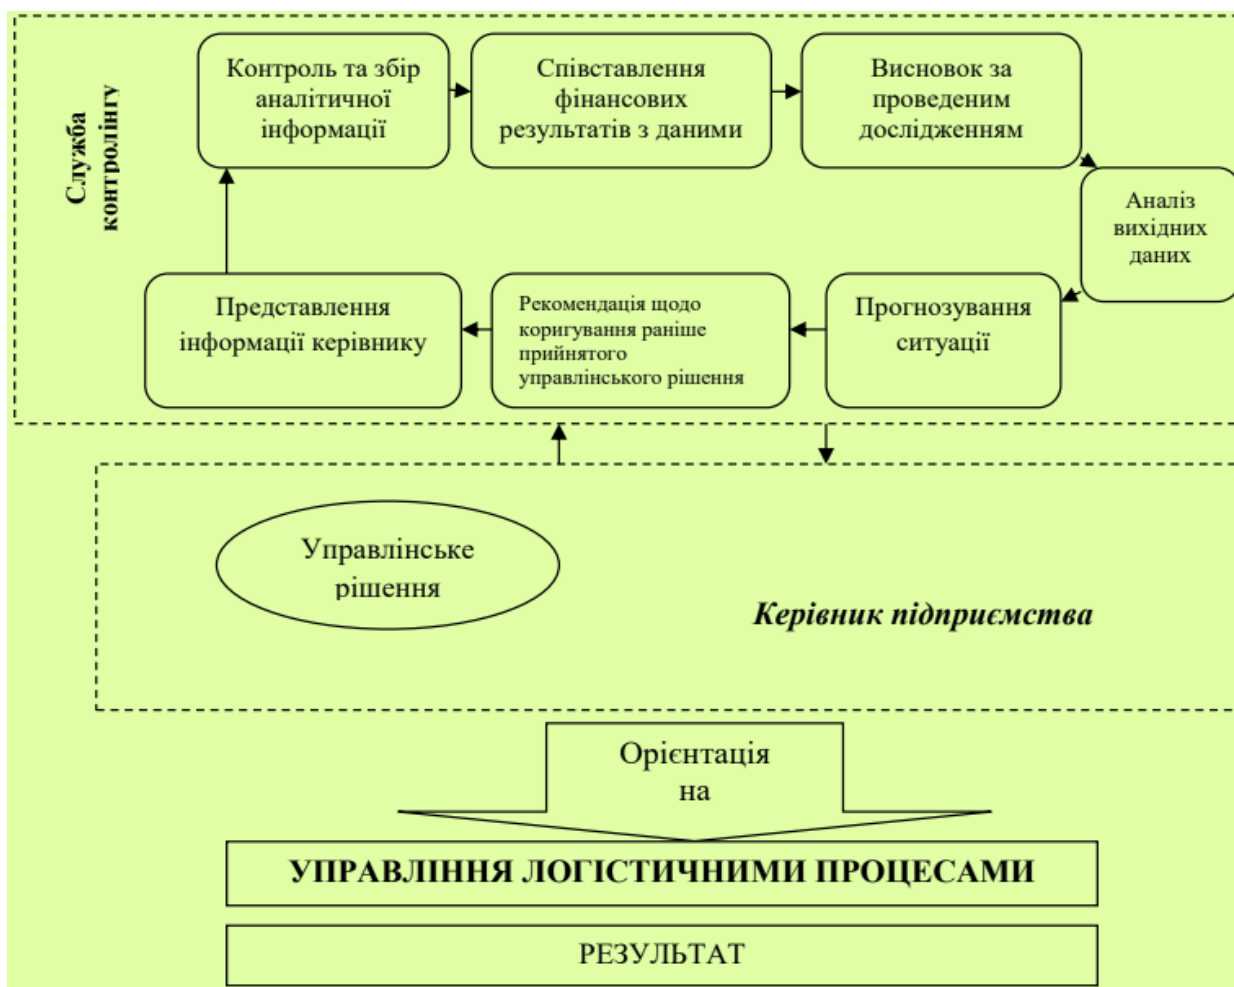 Служба
контролінгу
Контроль та збір
аналітичної
інформації
Співставлення
фінансових
результатів з даними
Висновок за
проведеним
дослідженням
Аналіз
вихідних
даних
Прогнозування
ситуації
Рекомендація щодо
коригування раніше
прийнятого
управлінського рішення
Представлення
інформації керівнику
Управлінське
рішення
Керівник підприємства
Орієнтація
на
УПРАВЛІННЯ ЛОГІСТИЧНИМИ ПРОЦЕСАМИ
РЕЗУЛЬТАТ